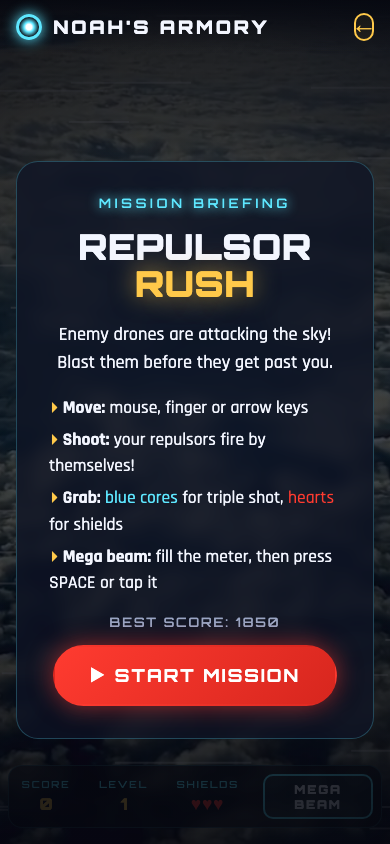 NOAH'S ARMORY
←
MISSION BRIEFING
REPULSOR
RUSH
Enemy drones are attacking the sky!
Blast them before they get past you.
Move: mouse, finger or arrow keys
Shoot: your repulsors fire by
themselves!
Grab: blue cores for triple shot, hearts
for shields
Mega beam: fill the meter, then press
SPACE or tap it
BEST SCORE: 1850
▶ START MISSION
SCORE LEVEL SHIELDS MEGA
0 1 ♥♥♥ BEAM